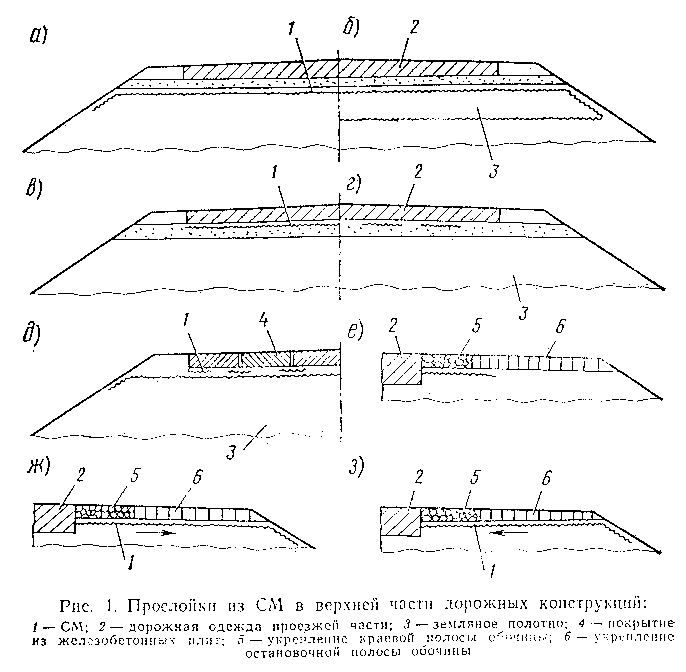 а) б) 1 2
3
в) г) 1 2
3
д) 1 4 е) 2 5 6
3
ж) 2 5 6 з) 2 5 6
1 1
Рис. 1. Прослойки из СМ в верхней части дорожных конструкций:
1 — СМ; 2 — дорожная одежда проезжей части; 3 — земляное полотно; 4 — покрытие
из железобетонных плит; 5 — укрепление краевой полосы обочины; 6 — укрепление
остановочной полосы обочины